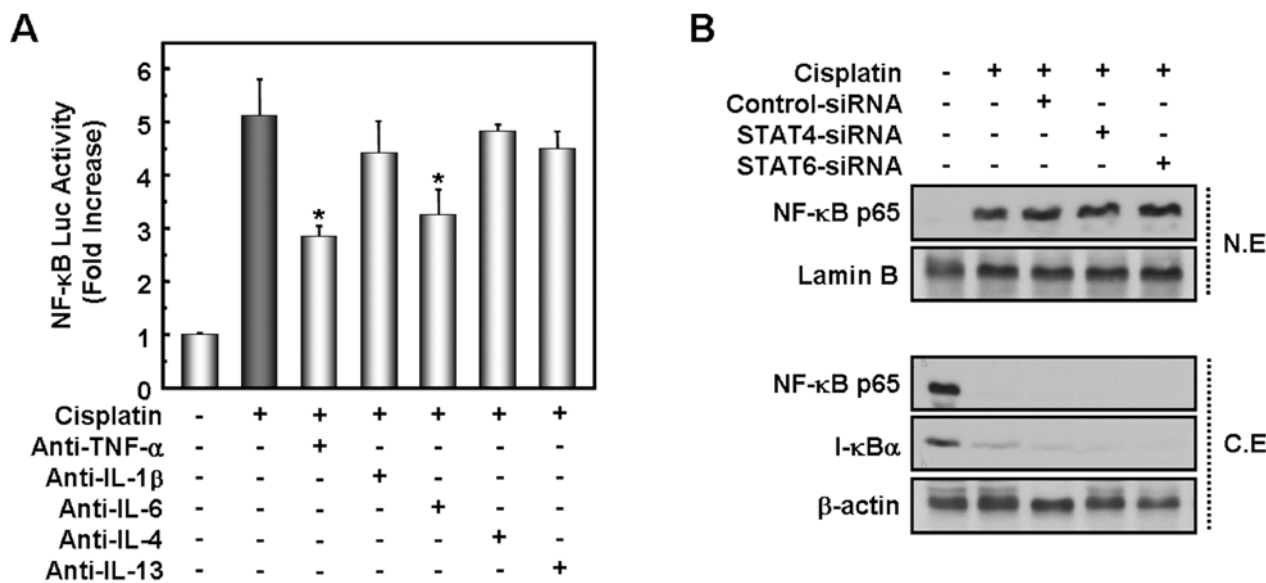 A
NF-κB Luc Activity
(Fold Increase)
6
5
4
3
2
1
0
* *
Cisplatin - + + + + + +
Anti-TNF-α - - + - - - -
Anti-IL-1β - - - + - - -
Anti-IL-6 - - - - + - -
Anti-IL-4 - - - - - + -
Anti-IL-13 - - - - - - +
B
Cisplatin - + + + +
Control-siRNA - - + - -
STAT4-siRNA - - - + -
STAT6-siRNA - - - - +
NF-κB p65
Lamin B
N.E
NF-κB p65
I-κBα
β-actin
C.E